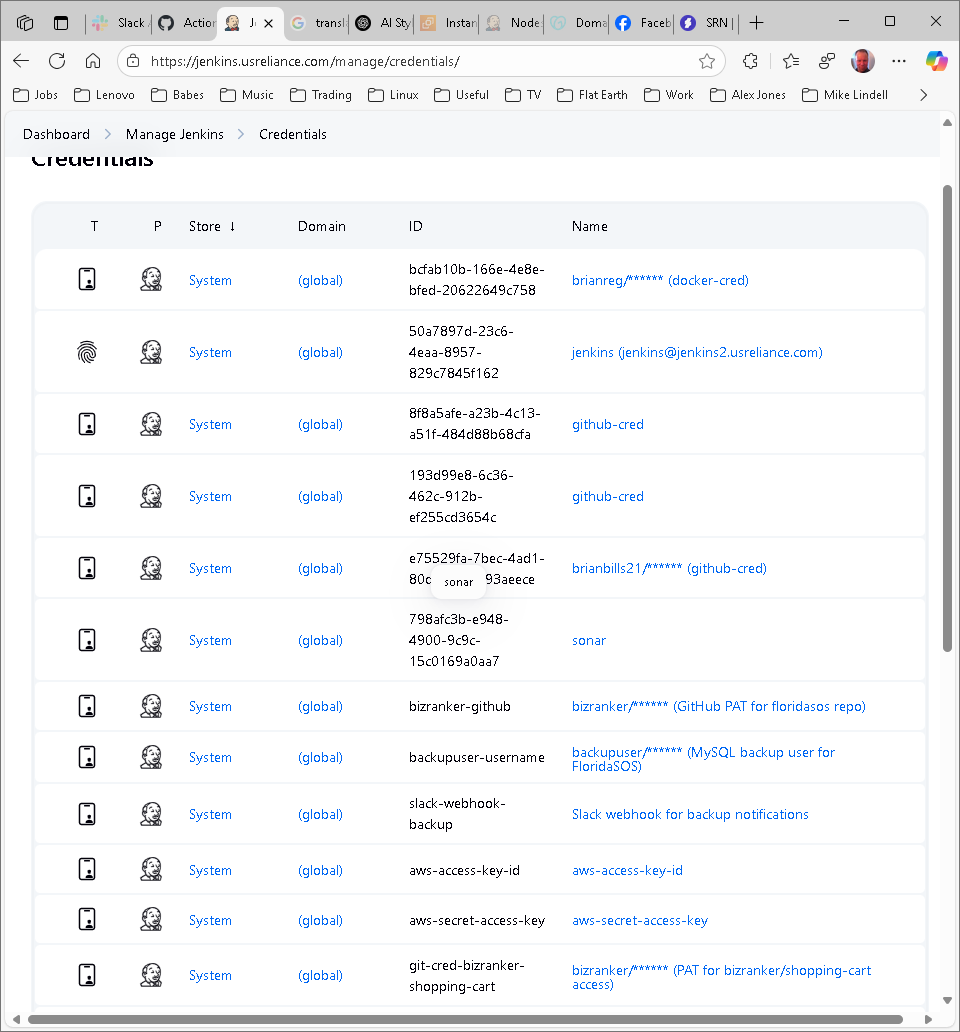 Slack
Action
Je
transl
AI Sty
Instan
Node
Doma
Faceb
SRN |
https://jenkins.usreliance.com/manage/credentials/
Jobs
Lenovo
Babes
Music
Trading
Linux
Useful
TV
Flat Earth
Work
Alex Jones
Mike Lindell
Dashboard
Manage Jenkins
Credentials
Credentials
T P Store ↓ Domain ID Name
System (global) bcfab10b-166e-4e8e-
bfed-20622649c758
brianreg/****** (docker-cred)
System (global) 50a7897d-23c6-
4eaa-8957-
829c7845f162
jenkins (jenkins@jenkins2.usreliance.com)
System (global) 8f8a5afe-a23b-4c13-
a51f-484d88b68cfa
github-cred
System (global) 193d99e8-6c36-
462c-912b-
ef255cd3654c
github-cred
System (global) e75529fa-7bec-4ad1-
80 93aeece
brianbills21/****** (github-cred)
sonar
System (global) 798afc3b-e948-
4900-9c9c-
15c0169a0aa7
sonar
System (global) bizranker-github
bizranker/****** (GitHub PAT for floridasos repo)
System (global) backupuser-username
backupuser/****** (MySQL backup user for
FloridaSOS)
System (global) slack-webhook-
backup
Slack webhook for backup notifications
System (global) aws-access-key-id
aws-access-key-id
System (global) aws-secret-access-key
aws-secret-access-key
System (global) git-cred-bizranker-
shopping-cart
bizranker/****** (PAT for bizranker/shopping-cart
access)